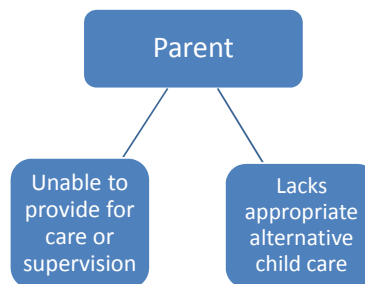 Parent
Unable to
provide for
care or
supervision
Lacks
appropriate
alternative
child care